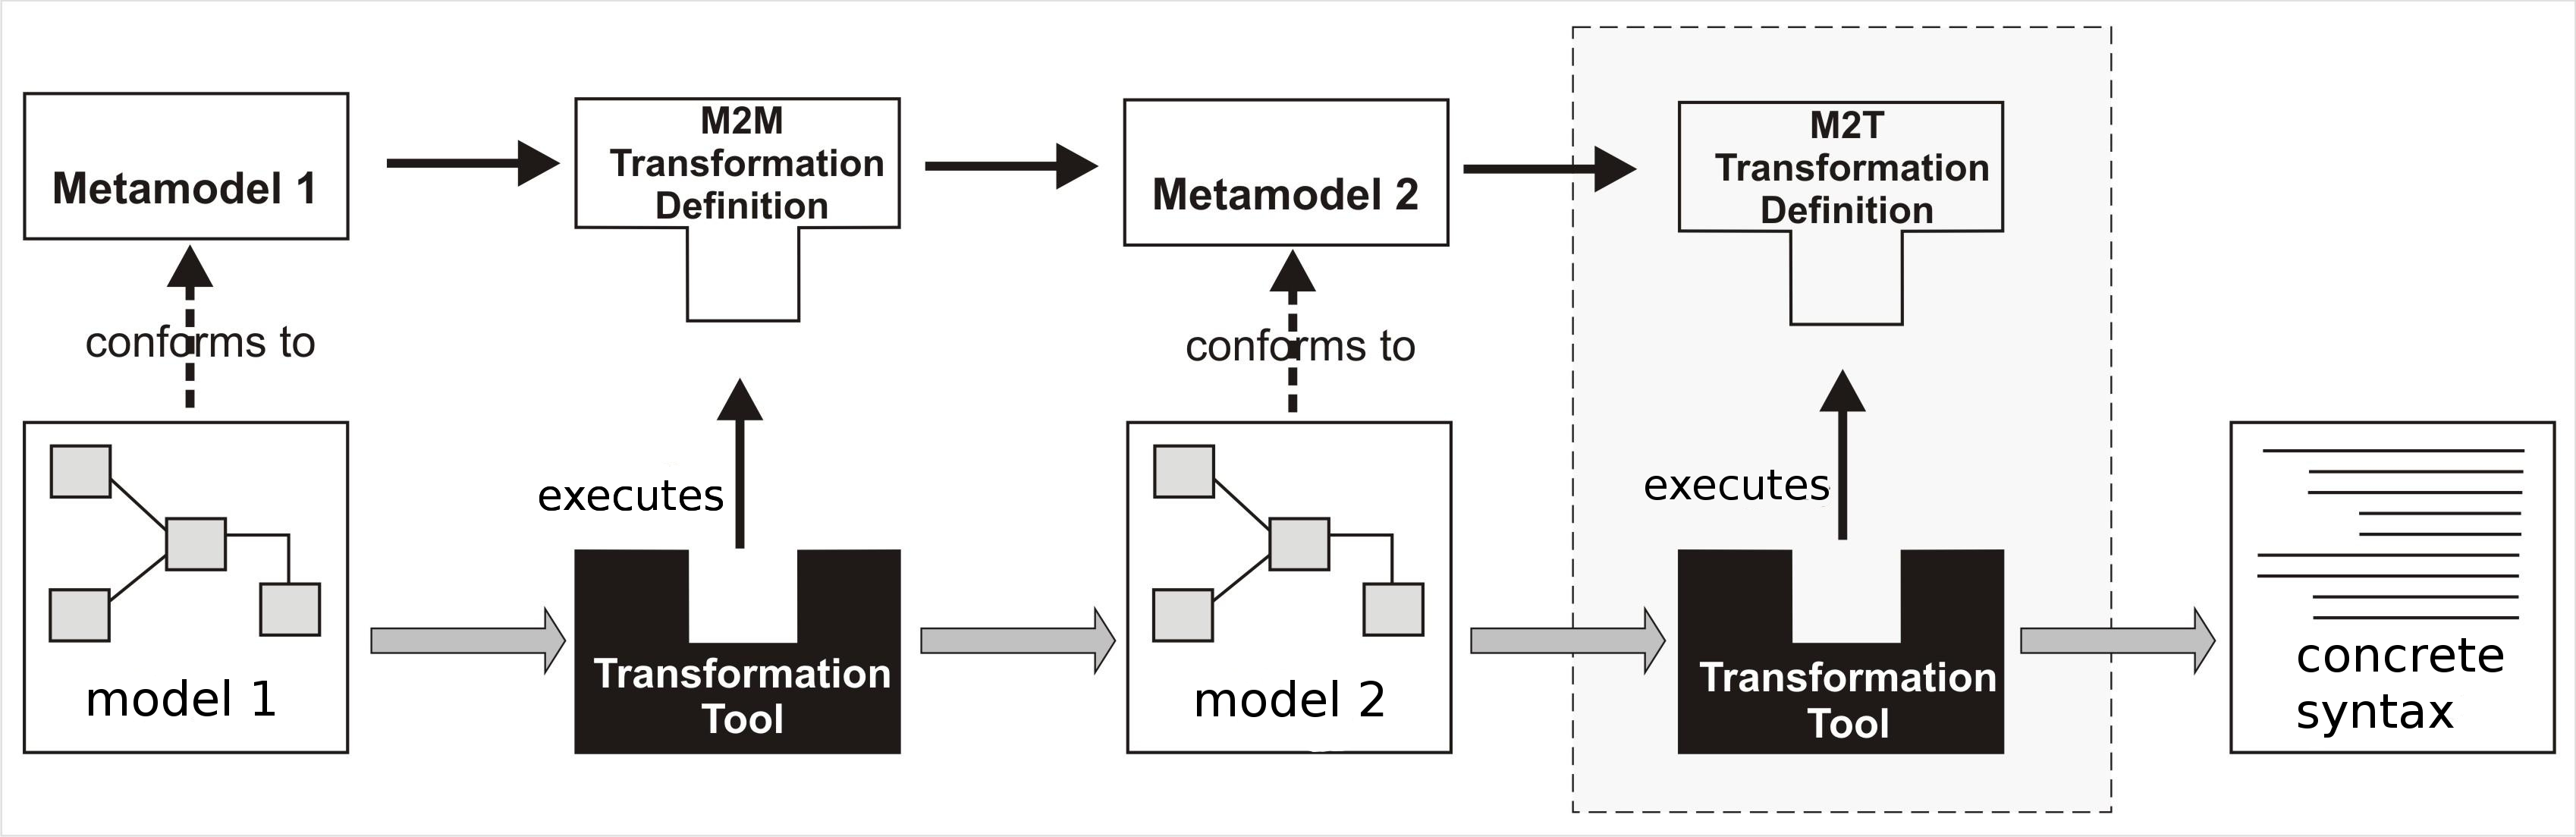 Metamodel 1
M2M
Transformation
Definition
Metamodel 2
M2T
Transformation
Definition
conforms to
conforms to
executes
executes
model 1
Transformation
Tool
model 2
Transformation
Tool
concrete
syntax